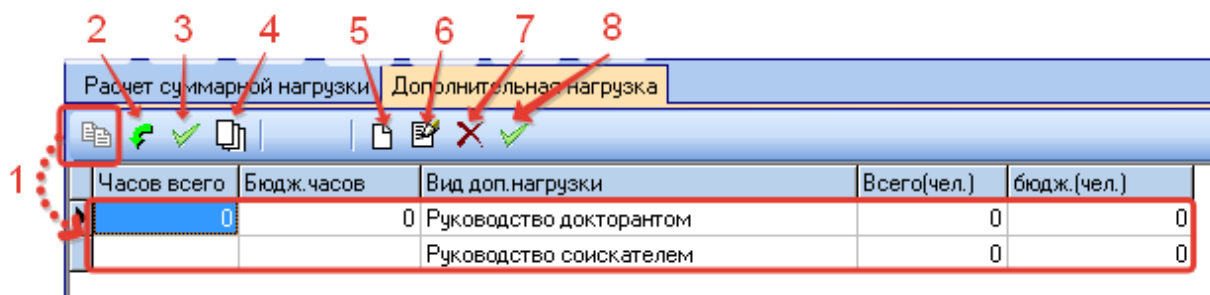 2 3 4 5 6 7 8
Расчет суммарной нагрузки Дополнительная нагрузка
1
Часов всего Бюдж.часов Вид доп.нагрузки Всего(чел.) бюдж.(чел.)
0 0 Руководство докторантом 0 0
Руководство соискателем 0 0